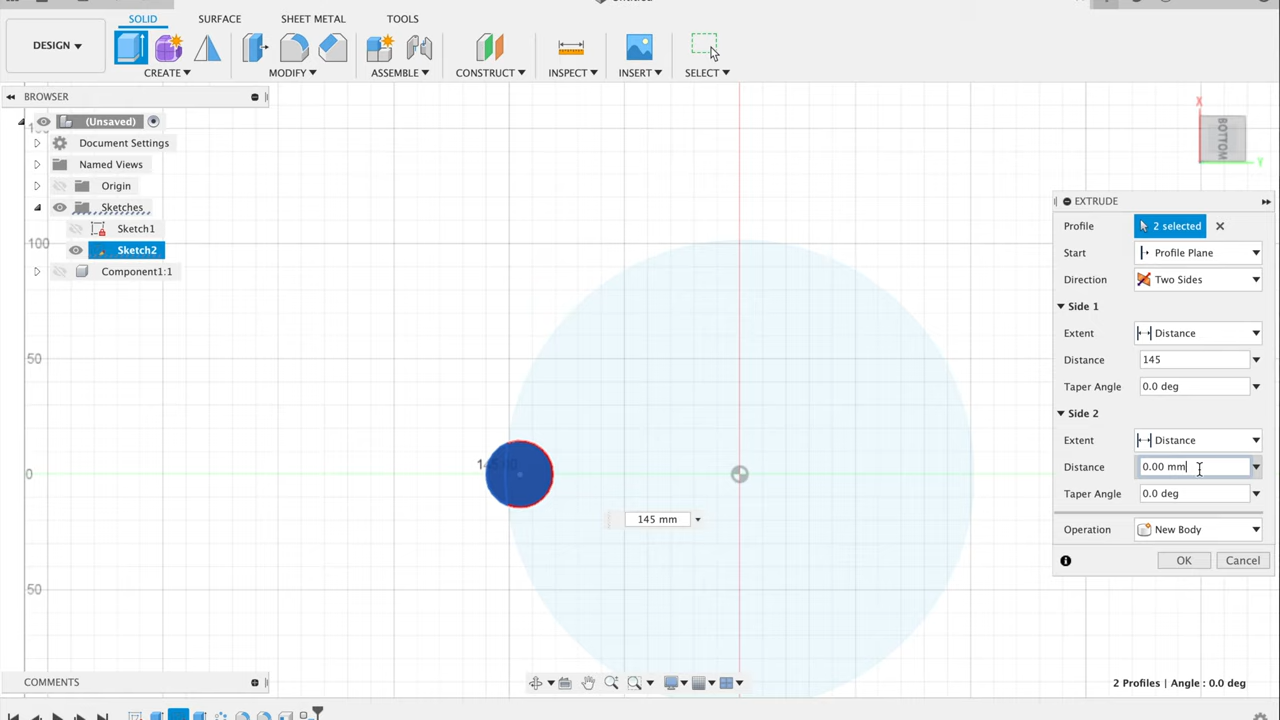 Untitled
SOLID SURFACE SHEET METAL TOOLS
DESIGN
CREATE MODIFY ASSEMBLE CONSTRUCT INSPECT INSERT SELECT
BROWSER
(Unsaved)
Document Settings
Named Views
Origin
Sketches
Sketch1
Sketch2
Component1:1
100
50
0
50
145 mm
X
BOTTOM
Y
EXTRUDE
Profile 2 selected
Start Profile Plane
Direction Two Sides
Side 1
Extent Distance
Distance 145
Taper Angle 0.0 deg
Side 2
Extent Distance
Distance 0.00 mm
Taper Angle 0.0 deg
Operation New Body
OK Cancel
COMMENTS
2 Profiles | Angle : 0.0 deg